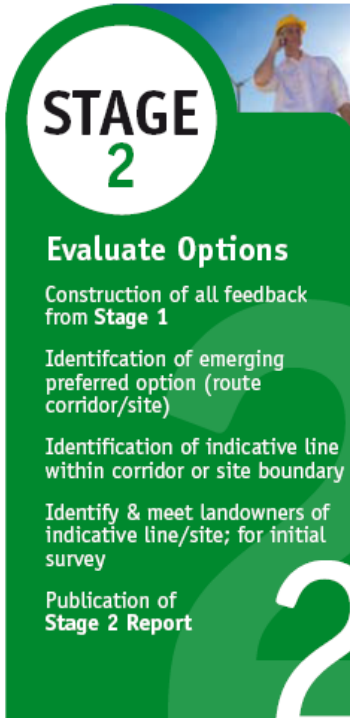 STAGE
2
Evaluate Options
Construction of all feedback
from Stage 1
Identifcation of emerging
preferred option (route
corridor/site)
Identification of indicative line
within corridor or site boundary
Identify & meet landowners of
indicative line/site; for initial
survey
Publication of
Stage 2 Report
2
2